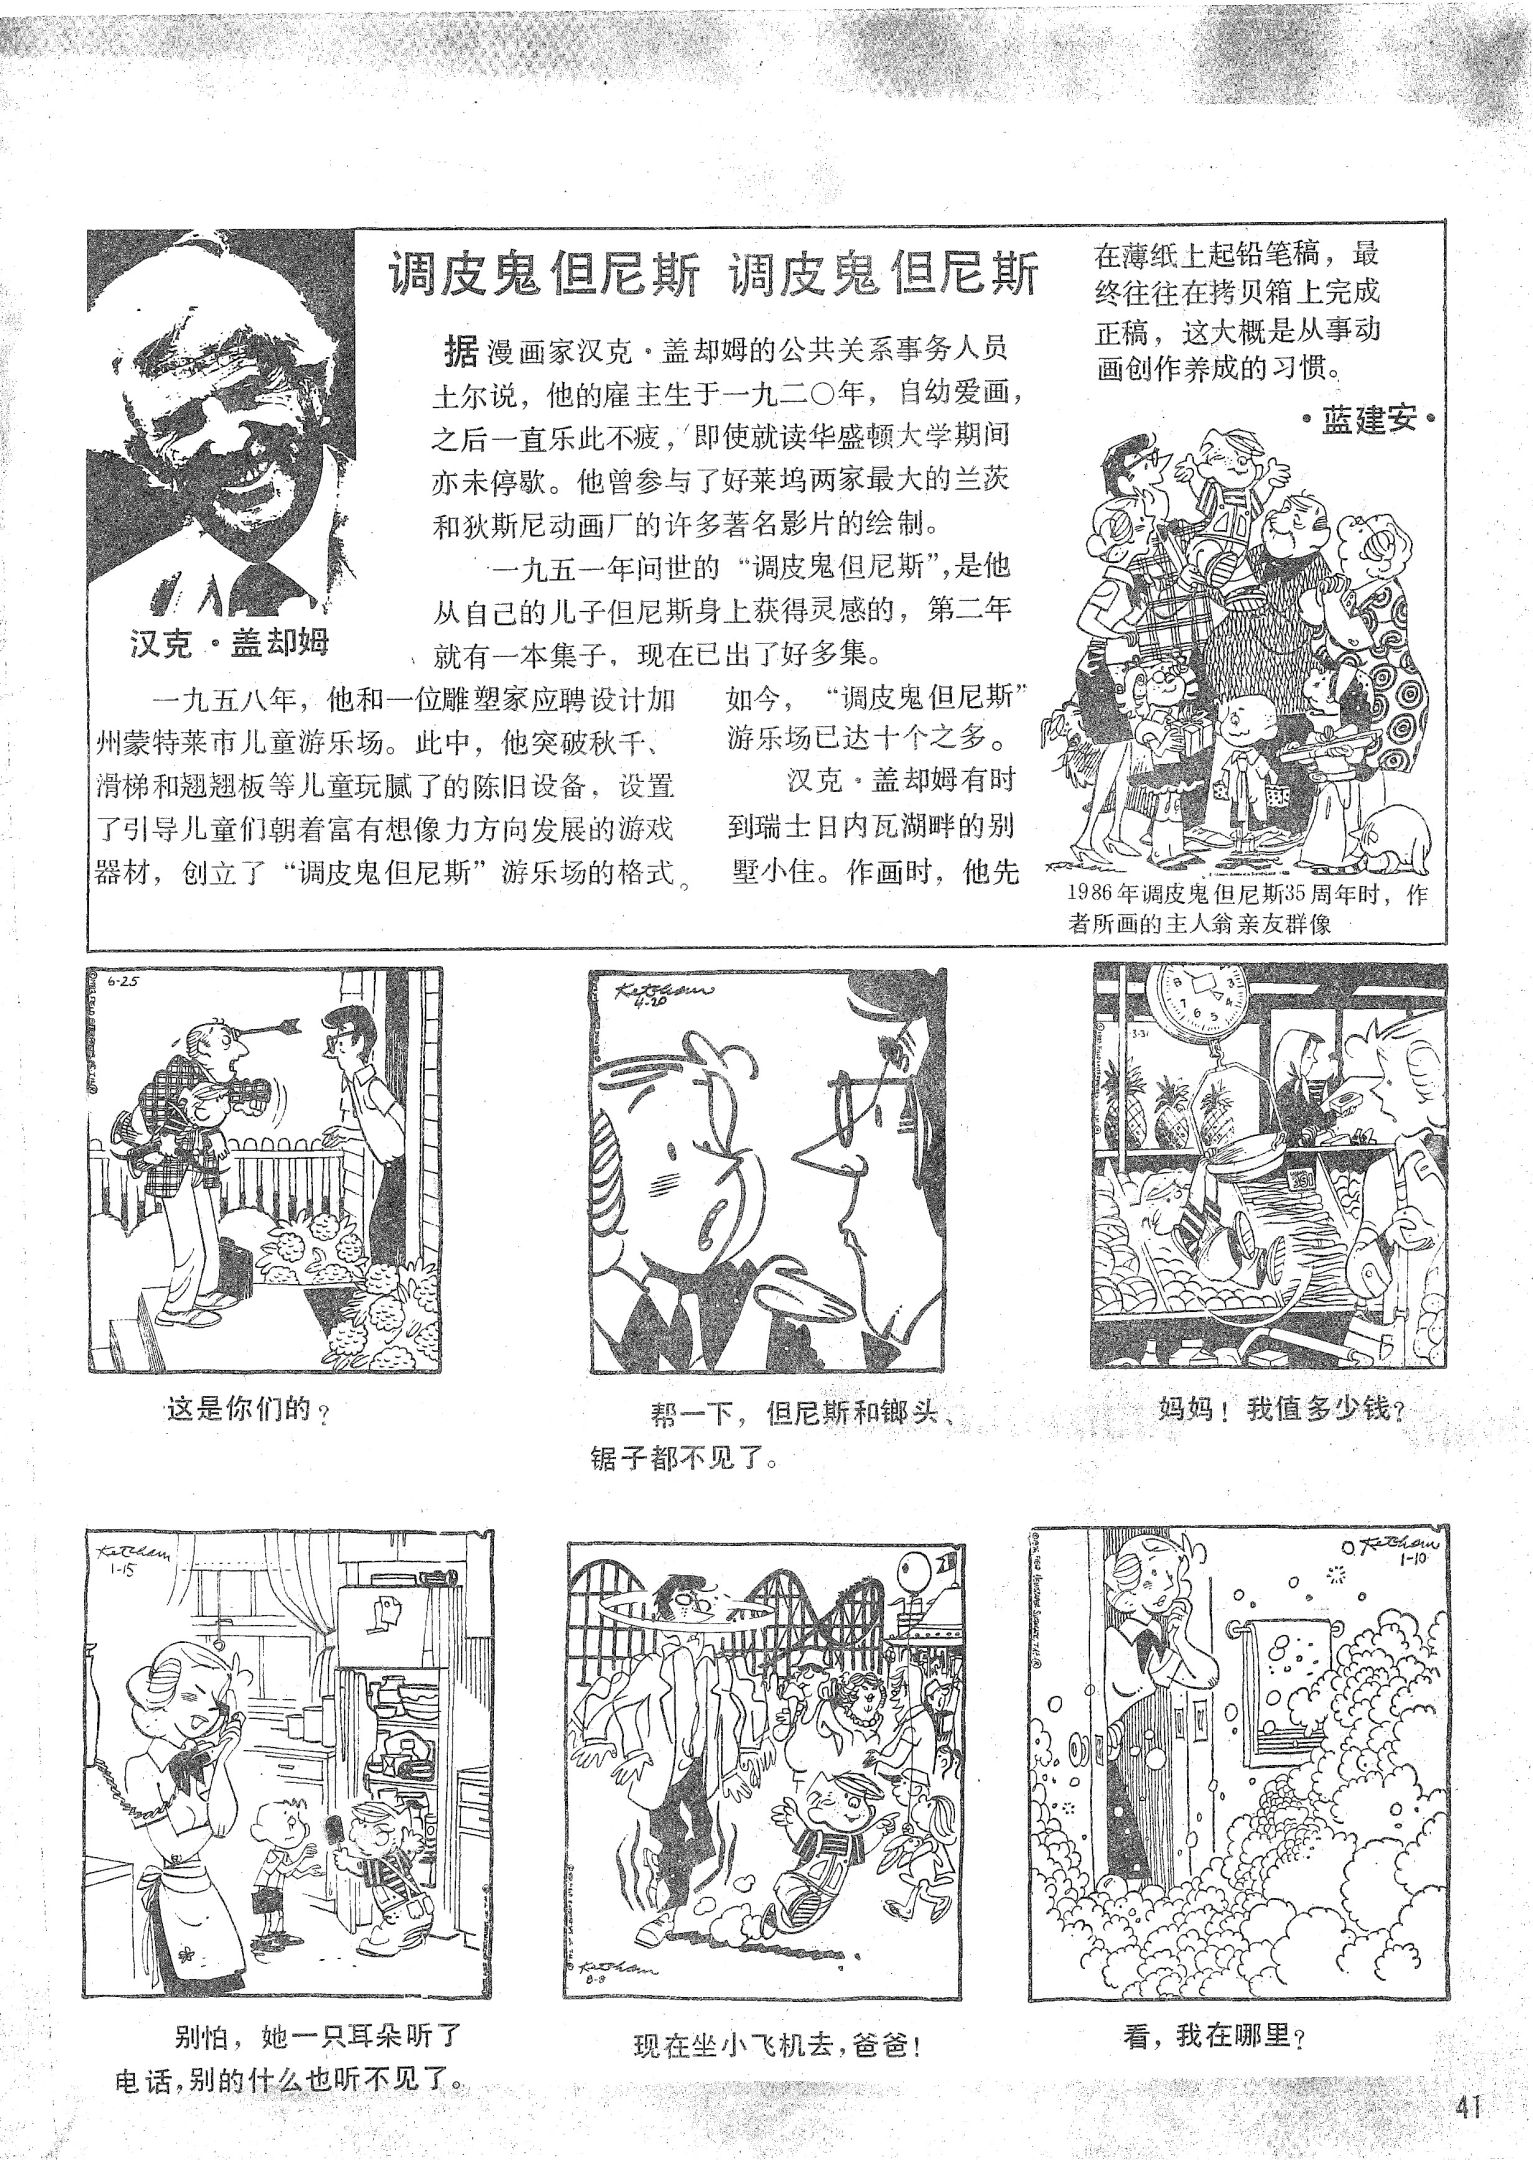 调皮鬼但尼斯 调皮鬼但尼斯
据漫画家汉克·盖却姆的公共关系事务人员
土尔说，他的雇主生于一九二〇年，自幼爱画，
之后一直乐此不疲，即使就读华盛顿大学期间
亦未停歇。他曾参与了好莱坞两家最大的兰茨
和狄斯尼动画厂的许多著名影片的绘制。
一九五一年问世的“调皮鬼但尼斯”，是他
从自己的儿子但尼斯身上获得灵感的，第二年
就有一本集子，现在已出了好多集。
汉克·盖却姆
一九五八年，他和一位雕塑家应聘设计加
州蒙特莱市儿童游乐场。此中，他突破秋千、
滑梯和翘翘板等儿童玩腻了的陈旧设备，设置
了引导儿童们朝着富有想像力方向发展的游戏
器材，创立了“调皮鬼但尼斯”游乐场的格式。
如今，“调皮鬼但尼斯”
游乐场已达十个之多。
汉克·盖却姆有时
到瑞士日内瓦湖畔的别
墅小住。作画时，他先
在薄纸上起铅笔稿，最
终往往在拷贝箱上完成
正稿，这大概是从事动
画创作养成的习惯。
·蓝建安·
1986年调皮鬼但尼斯35周年时，作
者所画的主人翁亲友群像
6-25
这是你们的？
Ketcham
4-20
帮一下，但尼斯和鎯头、
锯子都不见了。
3-31
8
7
6
5
4
3
351
妈妈！我值多少钱？
Ketcham
1-15
别怕，她一只耳朵听了
电话，别的什么也听不见了。
Ketcham
8-8
现在坐小飞机去，爸爸！
Ketcham
1-10
看，我在哪里？
41